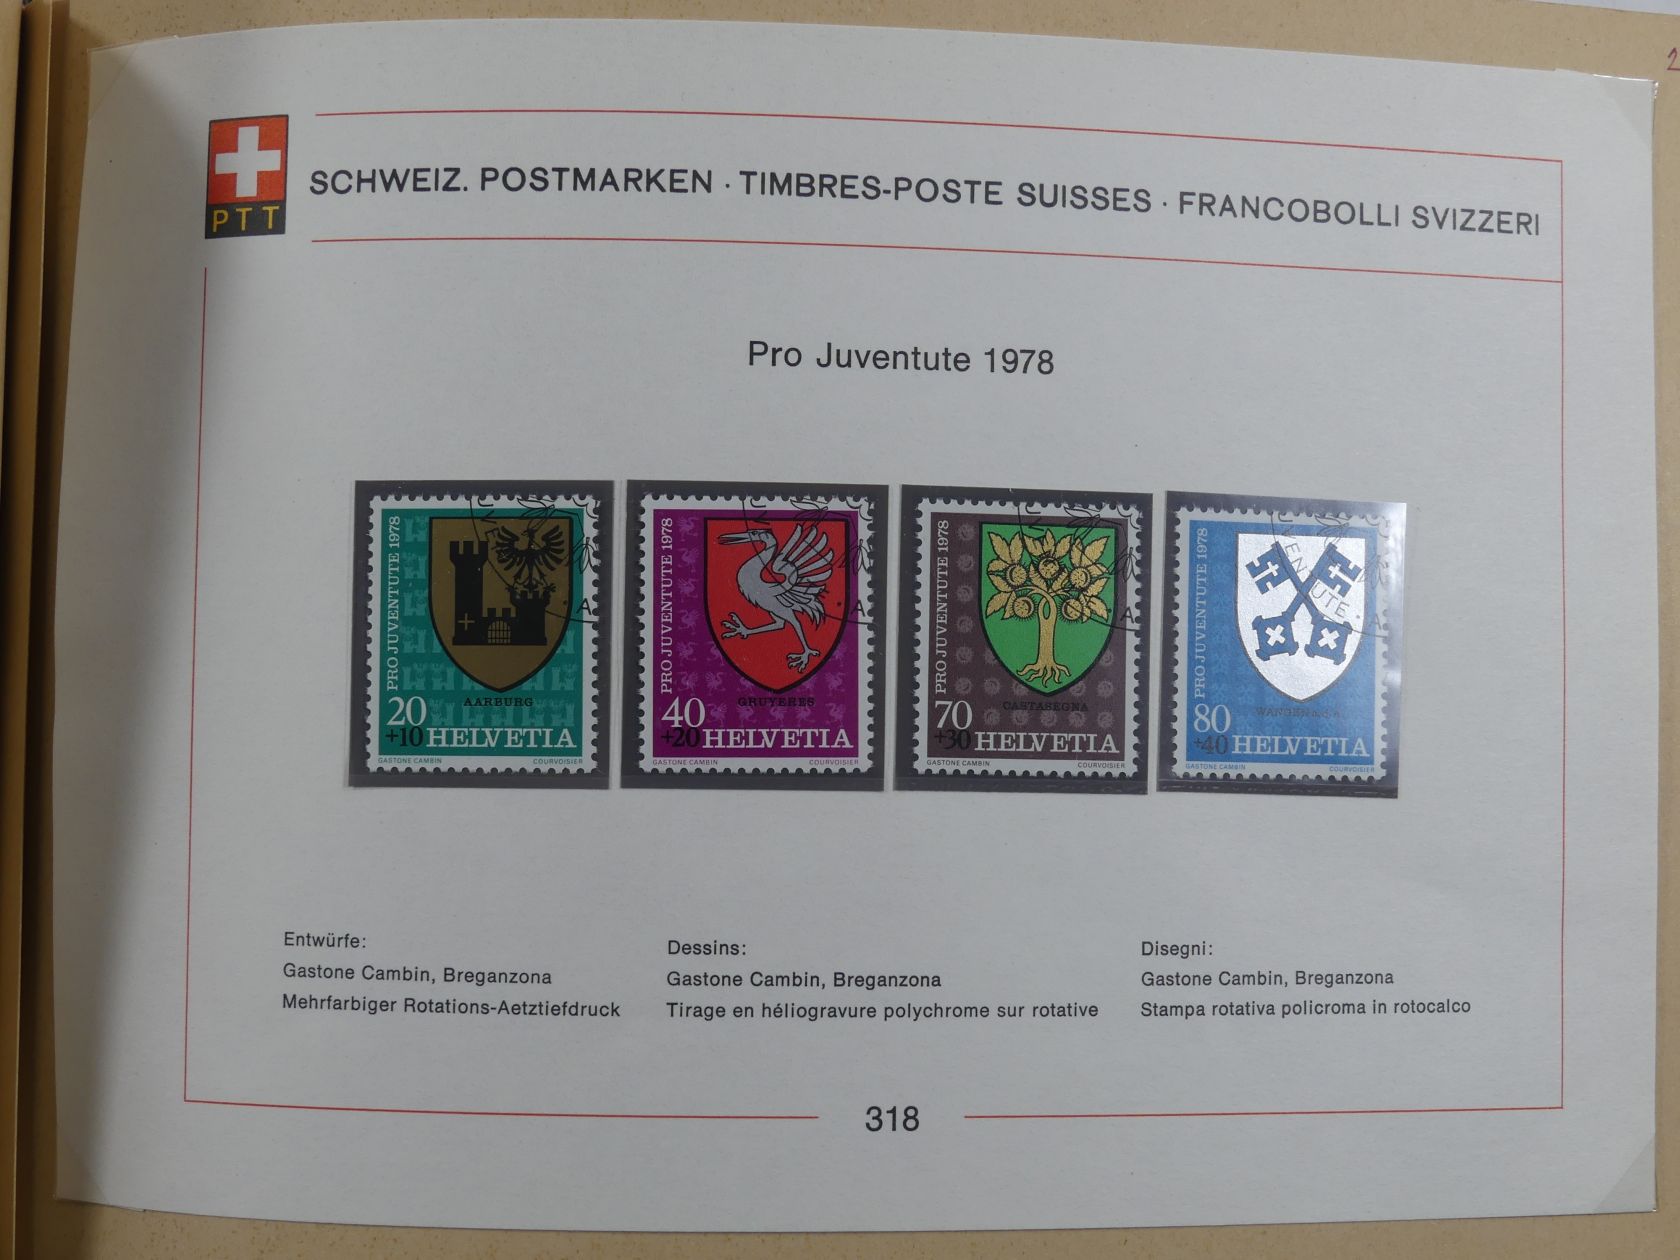 PTT
SCHWEIZ. POSTMARKEN · TIMBRES-POSTE SUISSES · FRANCOBOLLI SVIZZERI
Pro Juventute 1978
PRO JUVENTUTE 1978
AARBURG
20
+10 HELVETIA
GASTONE CAMBIN COURVOISIER
PRO JUVENTUTE 1978
GRUYERES
40
+20 HELVETIA
GASTONE CAMBIN COURVOISIER
PRO JUVENTUTE 1978
CASTASEGNA
70
+30 HELVETIA
GASTONE CAMBIN COURVOISIER
PRO JUVENTUTE 1978
WANGEN a.d.A.
80
+40 HELVETIA
GASTONE CAMBIN COURVOISIER
Entwürfe:
Gastone Cambin, Breganzona
Mehrfarbiger Rotations-Aetztiefdruck
Dessins:
Gastone Cambin, Breganzona
Tirage en héliogravure polychrome sur rotative
Disegni:
Gastone Cambin, Breganzona
Stampa rotativa policroma in rotocalco
318